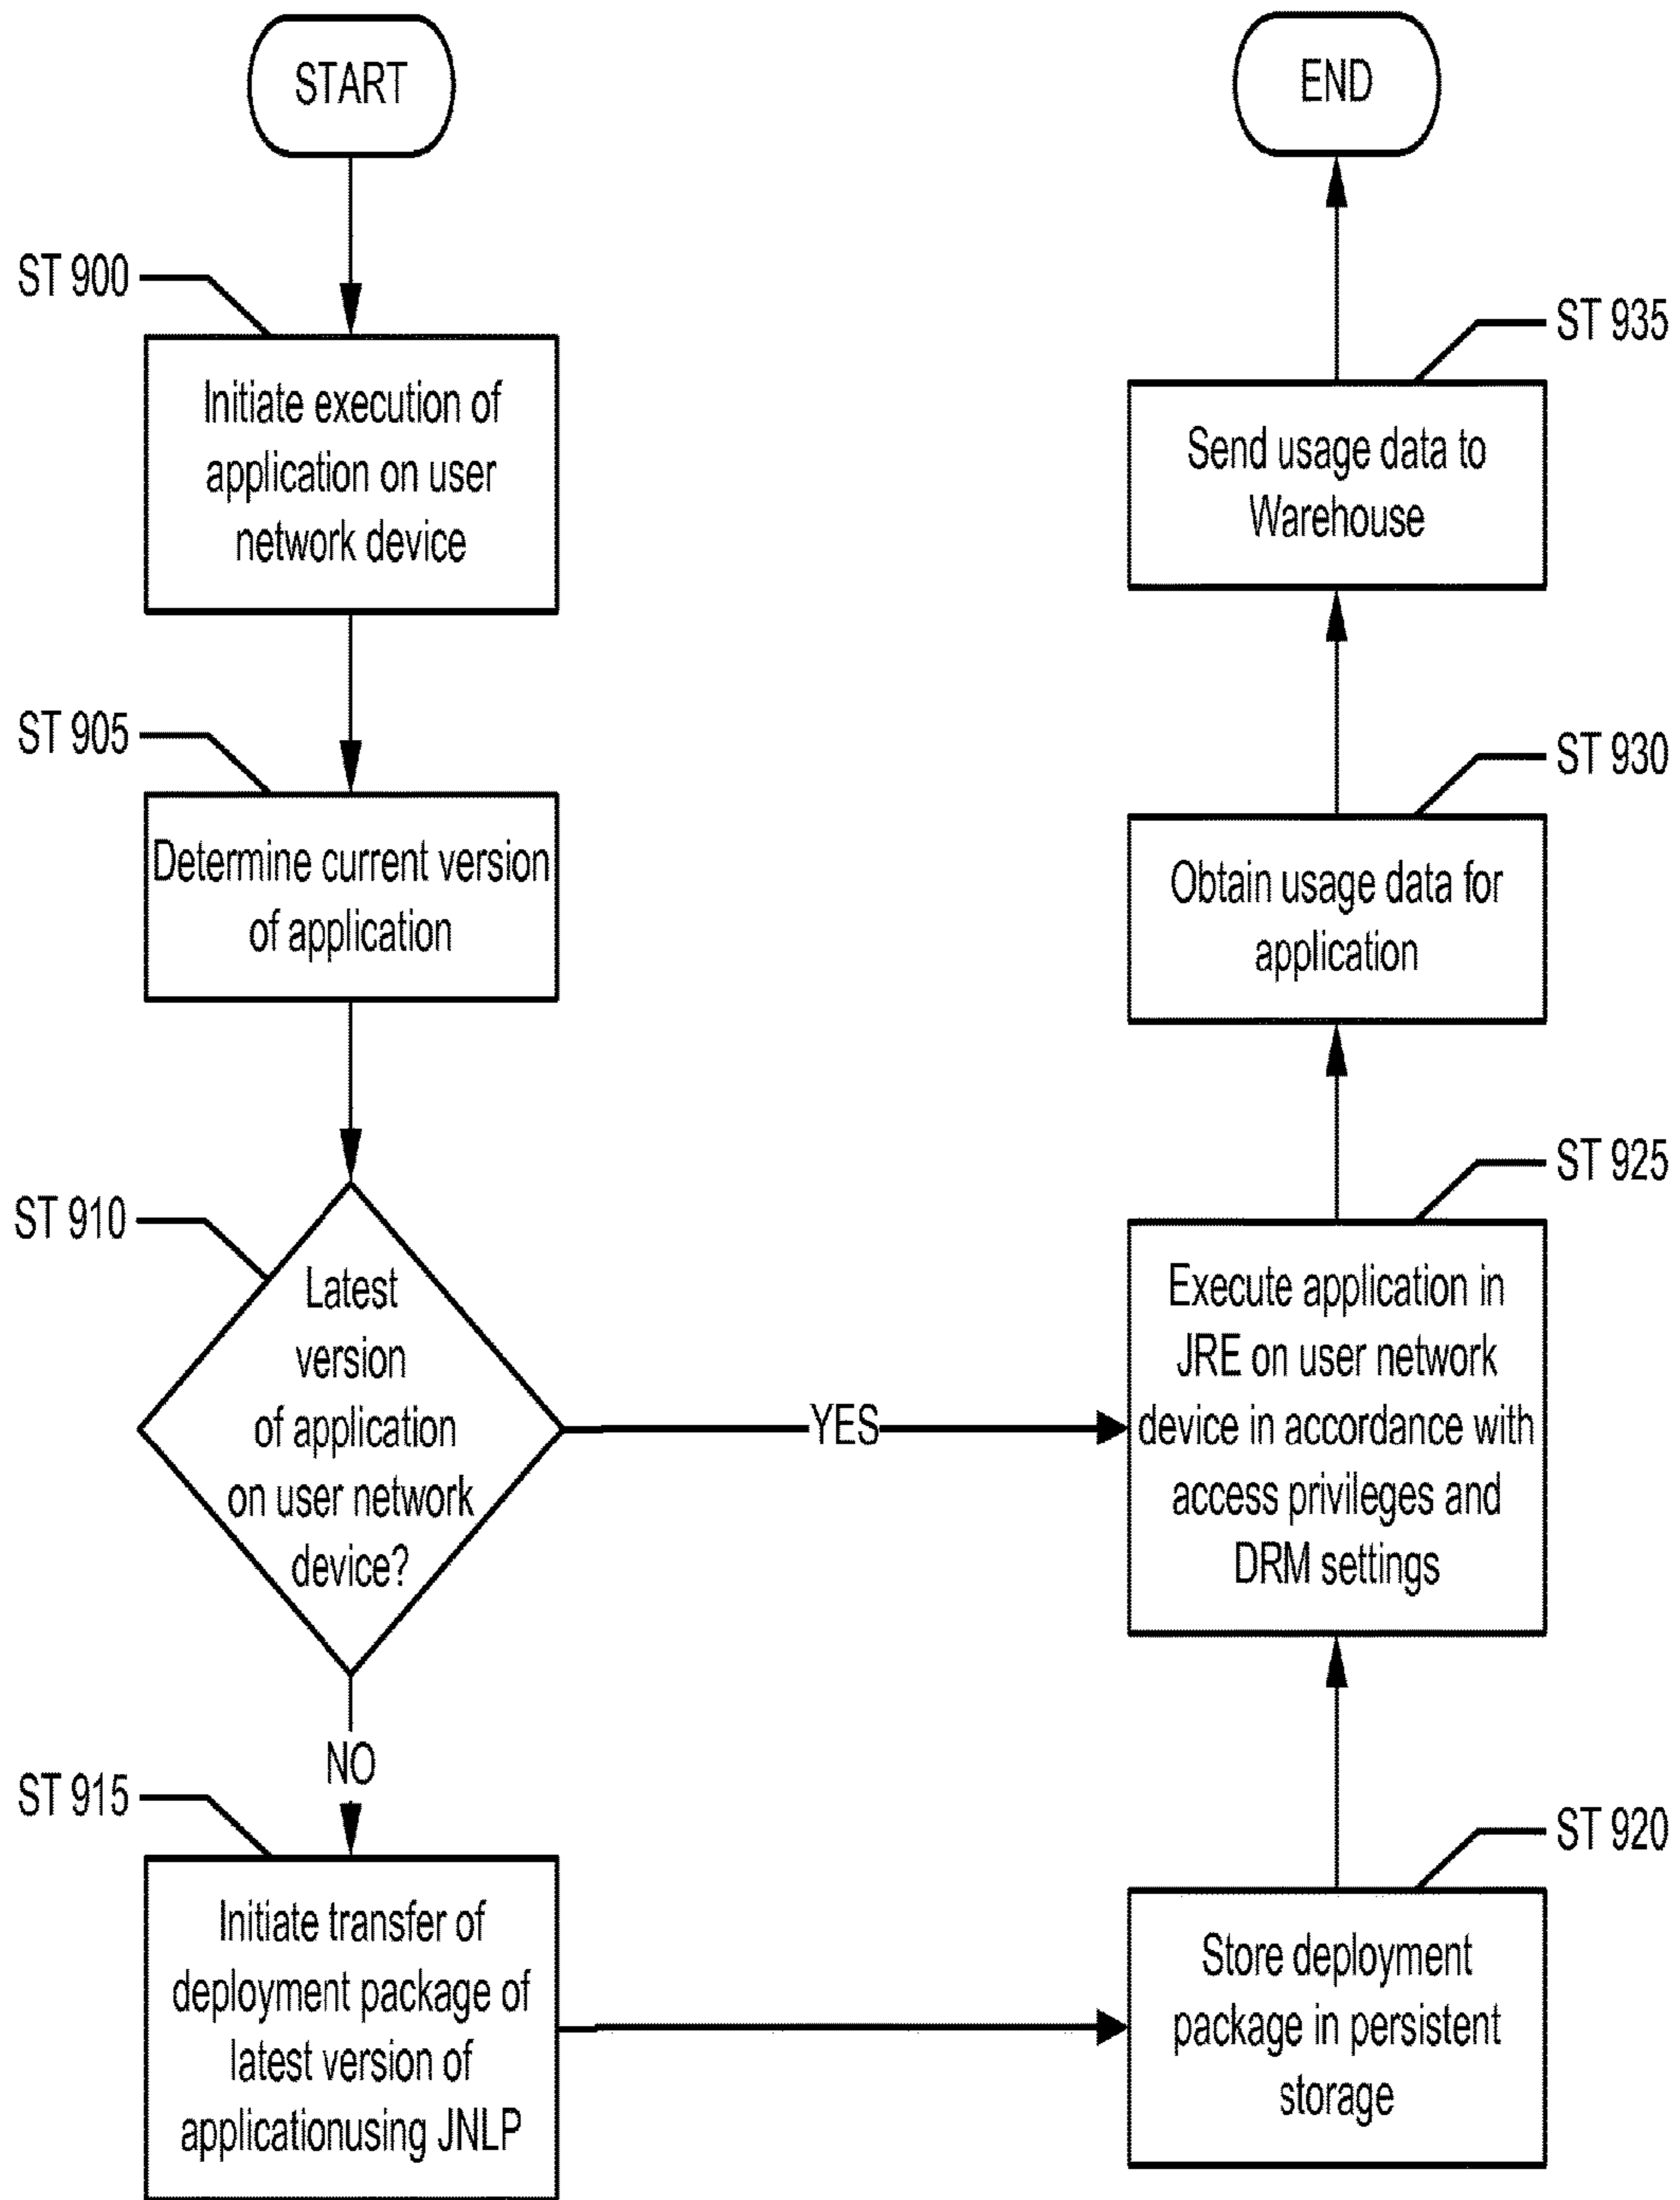 START
ST 900
Initiate execution of
application on user
network device
ST 905
Determine current version
of application
ST 910
Latest
version
of application
on user network
device?
YES
NO
ST 915
Initiate transfer of
deployment package of
latest version of
applicationusing JNLP
ST 920
Store deployment
package in persistent
storage
ST 925
Execute application in
JRE on user network
device in accordance with
access privileges and
DRM settings
ST 930
Obtain usage data for
application
ST 935
Send usage data to
Warehouse
END